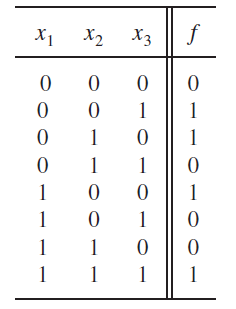 x1 x2 x3 f
0 0 0 0
0 0 1 1
0 1 0 1
0 1 1 0
1 0 0 1
1 0 1 0
1 1 0 0
1 1 1 1